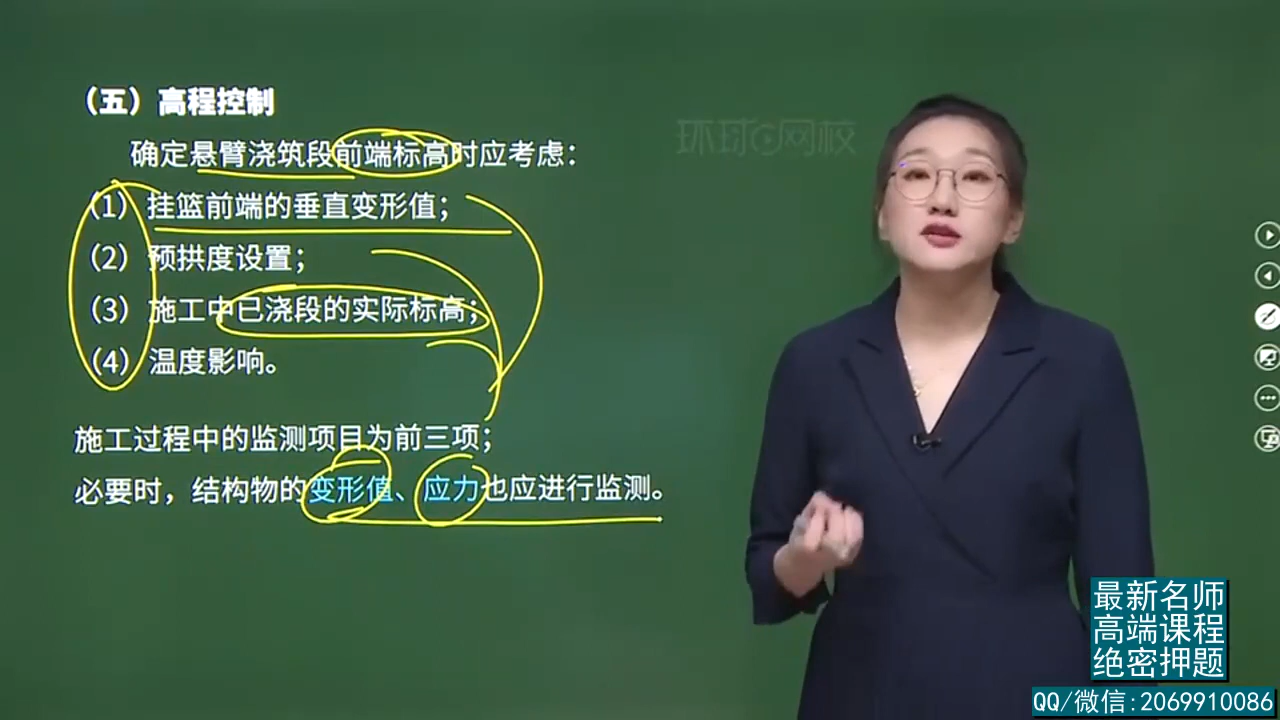 （五）高程控制
环球网校
确定悬臂浇筑段前端标高时应考虑：
（1）挂篮前端的垂直变形值；
（2）预拱度设置；
（3）施工中已浇段的实际标高；
（4）温度影响。
施工过程中的监测项目为前三项；
必要时，结构物的变形值、应力也应进行监测。
最新名师
高端课程
绝密押题
QQ/微信:2069910086